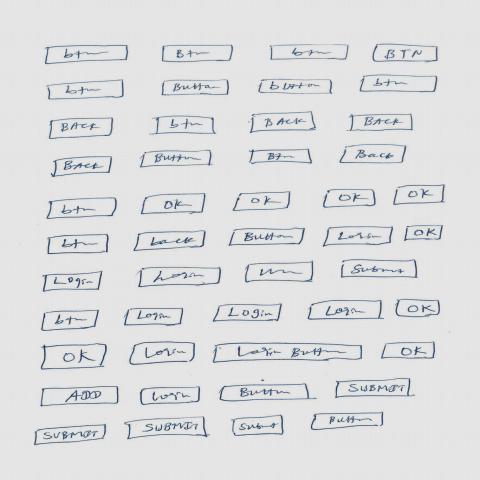 btn Btn btn BTN
btn Button button btn
BACK btn BACK BACK
BACK Button Btn Back
btn OK OK OK OK
btn back Button Login OK
Login Login Submit
btn Login Login Login OK
OK Login Login Button OK
ADD Login Button SUBMIT
SUBMIT SUBMIT Submit Button